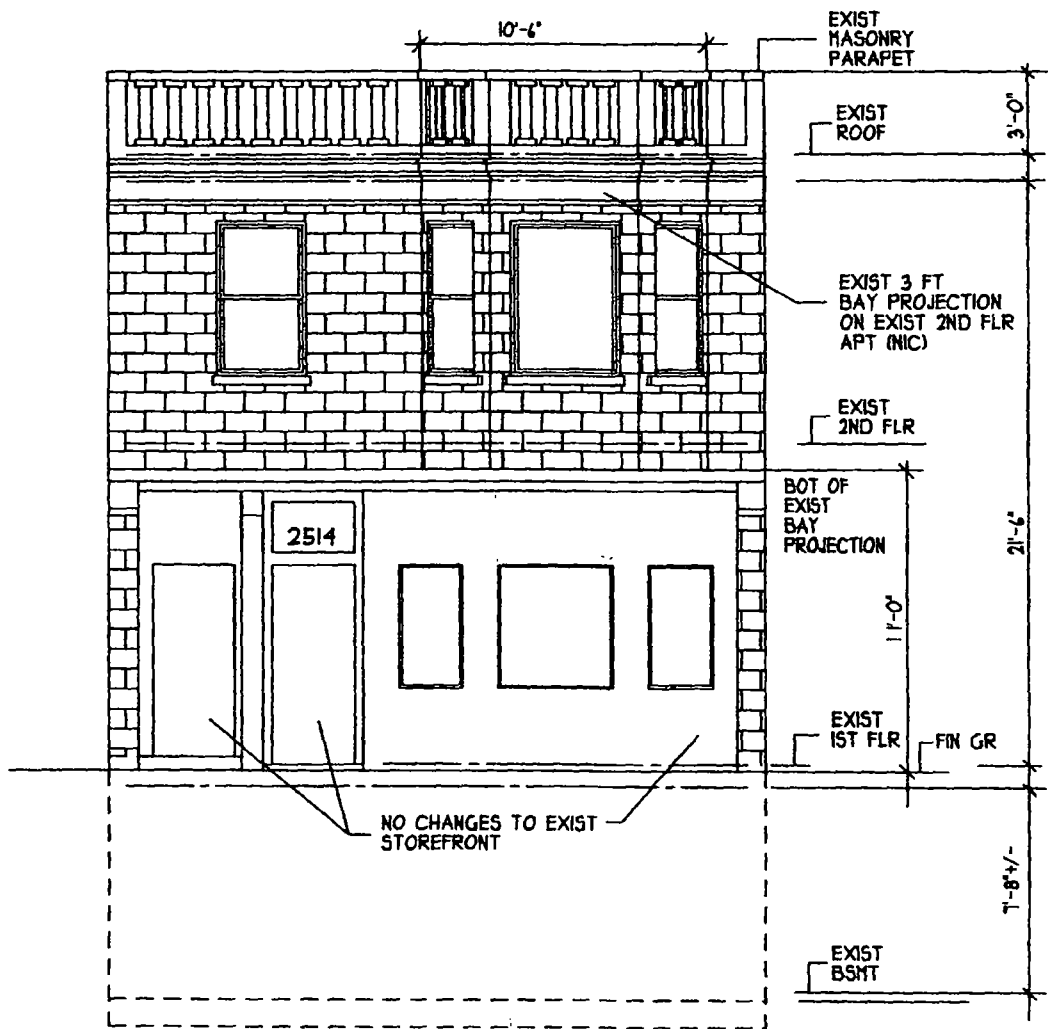 10'-6"
EXIST
MASONRY
PARAPET
EXIST
ROOF
3'-0"
EXIST 3 FT
BAY PROJECTION
ON EXIST 2ND FLR
APT (NIC)
EXIST
2ND FLR
BOT OF
EXIST
BAY
PROJECTION
21'-6"
11'-0"
2514
EXIST
1ST FLR
FIN GR
NO CHANGES TO EXIST
STOREFRONT
7'-8"+/-
EXIST
BSMT